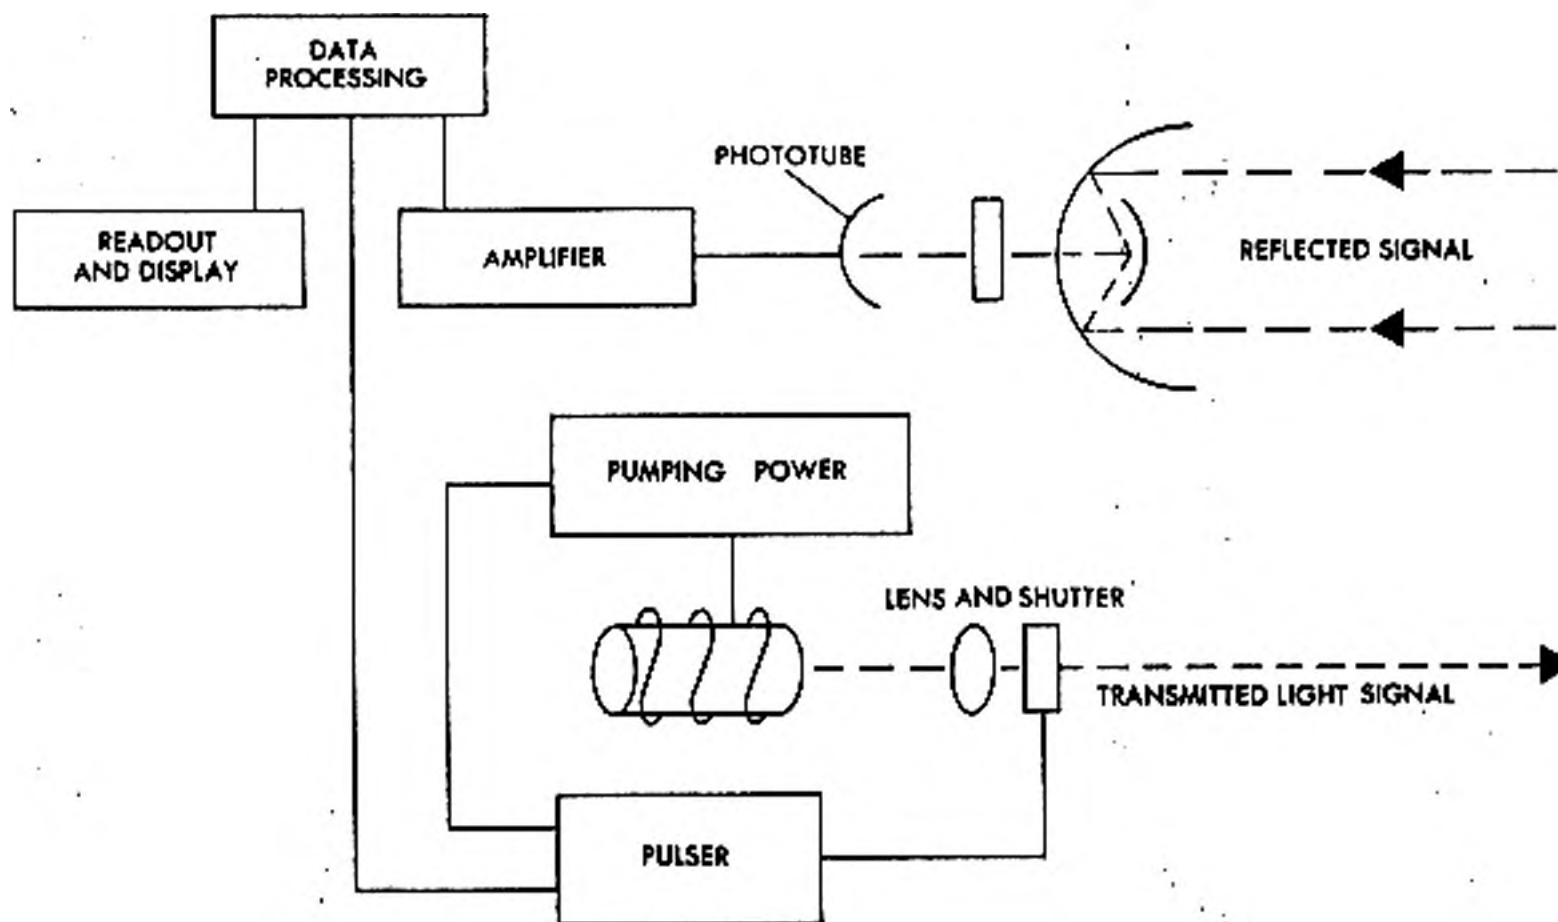 DATA
PROCESSING
PHOTOTUBE
READOUT
AND DISPLAY
AMPLIFIER
REFLECTED SIGNAL
PUMPING POWER
LENS AND SHUTTER
TRANSMITTED LIGHT SIGNAL
PULSER